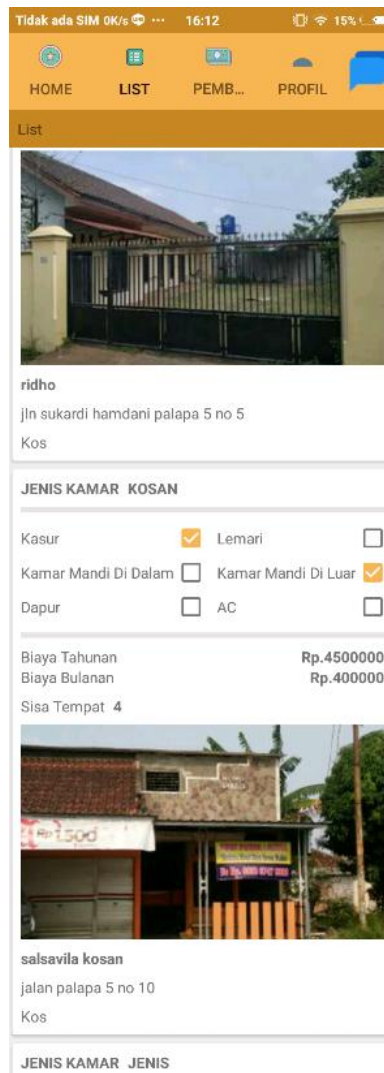 Tidak ada SIM 0K/s ... 16:12 15%
HOME LIST PEMB... PROFIL
List
ridho
jln sukardi hamdani palapa 5 no 5
Kos
JENIS KAMAR KOSAN
Kasur Lemari
Kamar Mandi Di Dalam Kamar Mandi Di Luar
Dapur AC
Biaya Tahunan Rp.4500000
Biaya Bulanan Rp.400000
Sisa Tempat 4
Rp1,500
salsavila kosan
jalan palapa 5 no 10
Kos
JENIS KAMAR JENIS